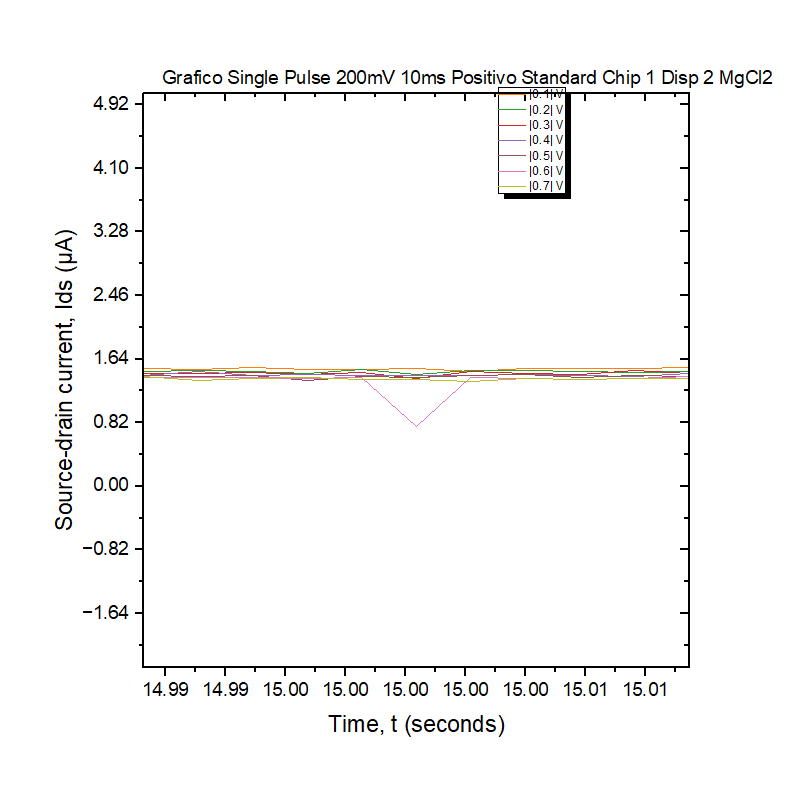 Grafico Single Pulse 200mV 10ms Positivo Standard Chip 1 Disp 2 MgCl2
|0.1| V
|0.2| V
|0.3| V
|0.4| V
|0.5| V
|0.6| V
|0.7| V
Source-drain current, Ids (µA)
4.92
4.10
3.28
2.46
1.64
0.82
0.00
−0.82
−1.64
14.99 14.99 15.00 15.00 15.00 15.00 15.00 15.01 15.01
Time, t (seconds)